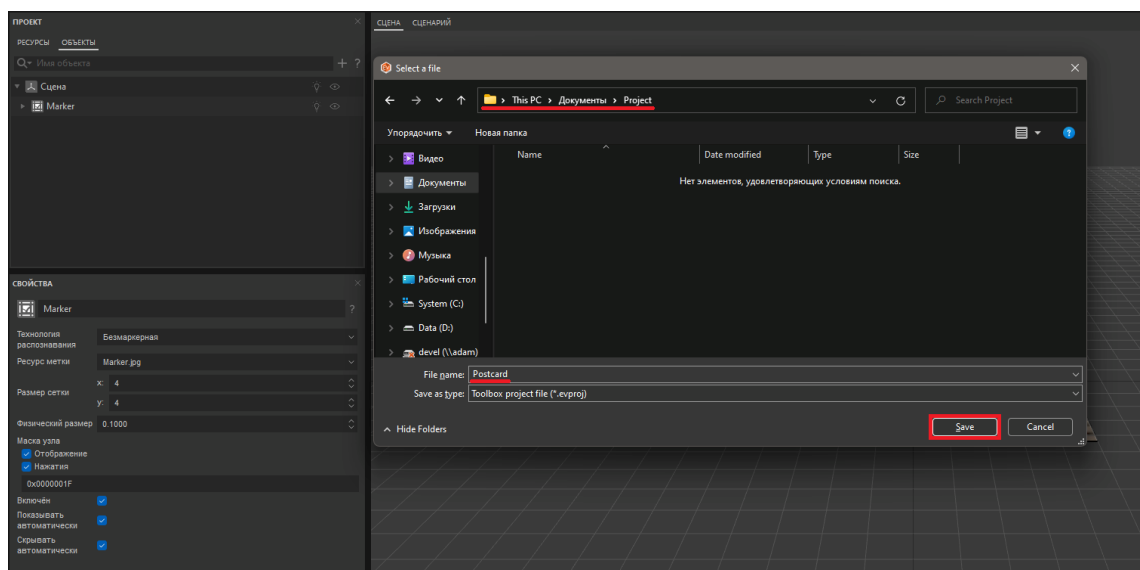 ПРОЕКТ
РЕСУРСЫ ОБЪЕКТЫ
Имя объекта
Сцена
Marker
СВОЙСТВА
Marker
Технология распознавания Безмаркерная
Ресурс метки Marker.jpg
Размер сетки x: 4
y: 4
Физический размер 0.1000
Маска узла
Отображение
Нажатия
0x0000001F
Включён
Показывать автоматически
Скрывать автоматически
СЦЕНА СЦЕНАРИЙ
Select a file
This PC > Документы > Project
Search Project
Упорядочить Новая папка
Name Date modified Type Size
Нет элементов, удовлетворяющих условиям поиска.
Видео
Документы
Загрузки
Изображения
Музыка
Рабочий стол
System (C:)
Data (D:)
devel (\\adam)
File name: Postcard
Save as type: Toolbox project file (*.evproj)
Hide Folders
Save Cancel